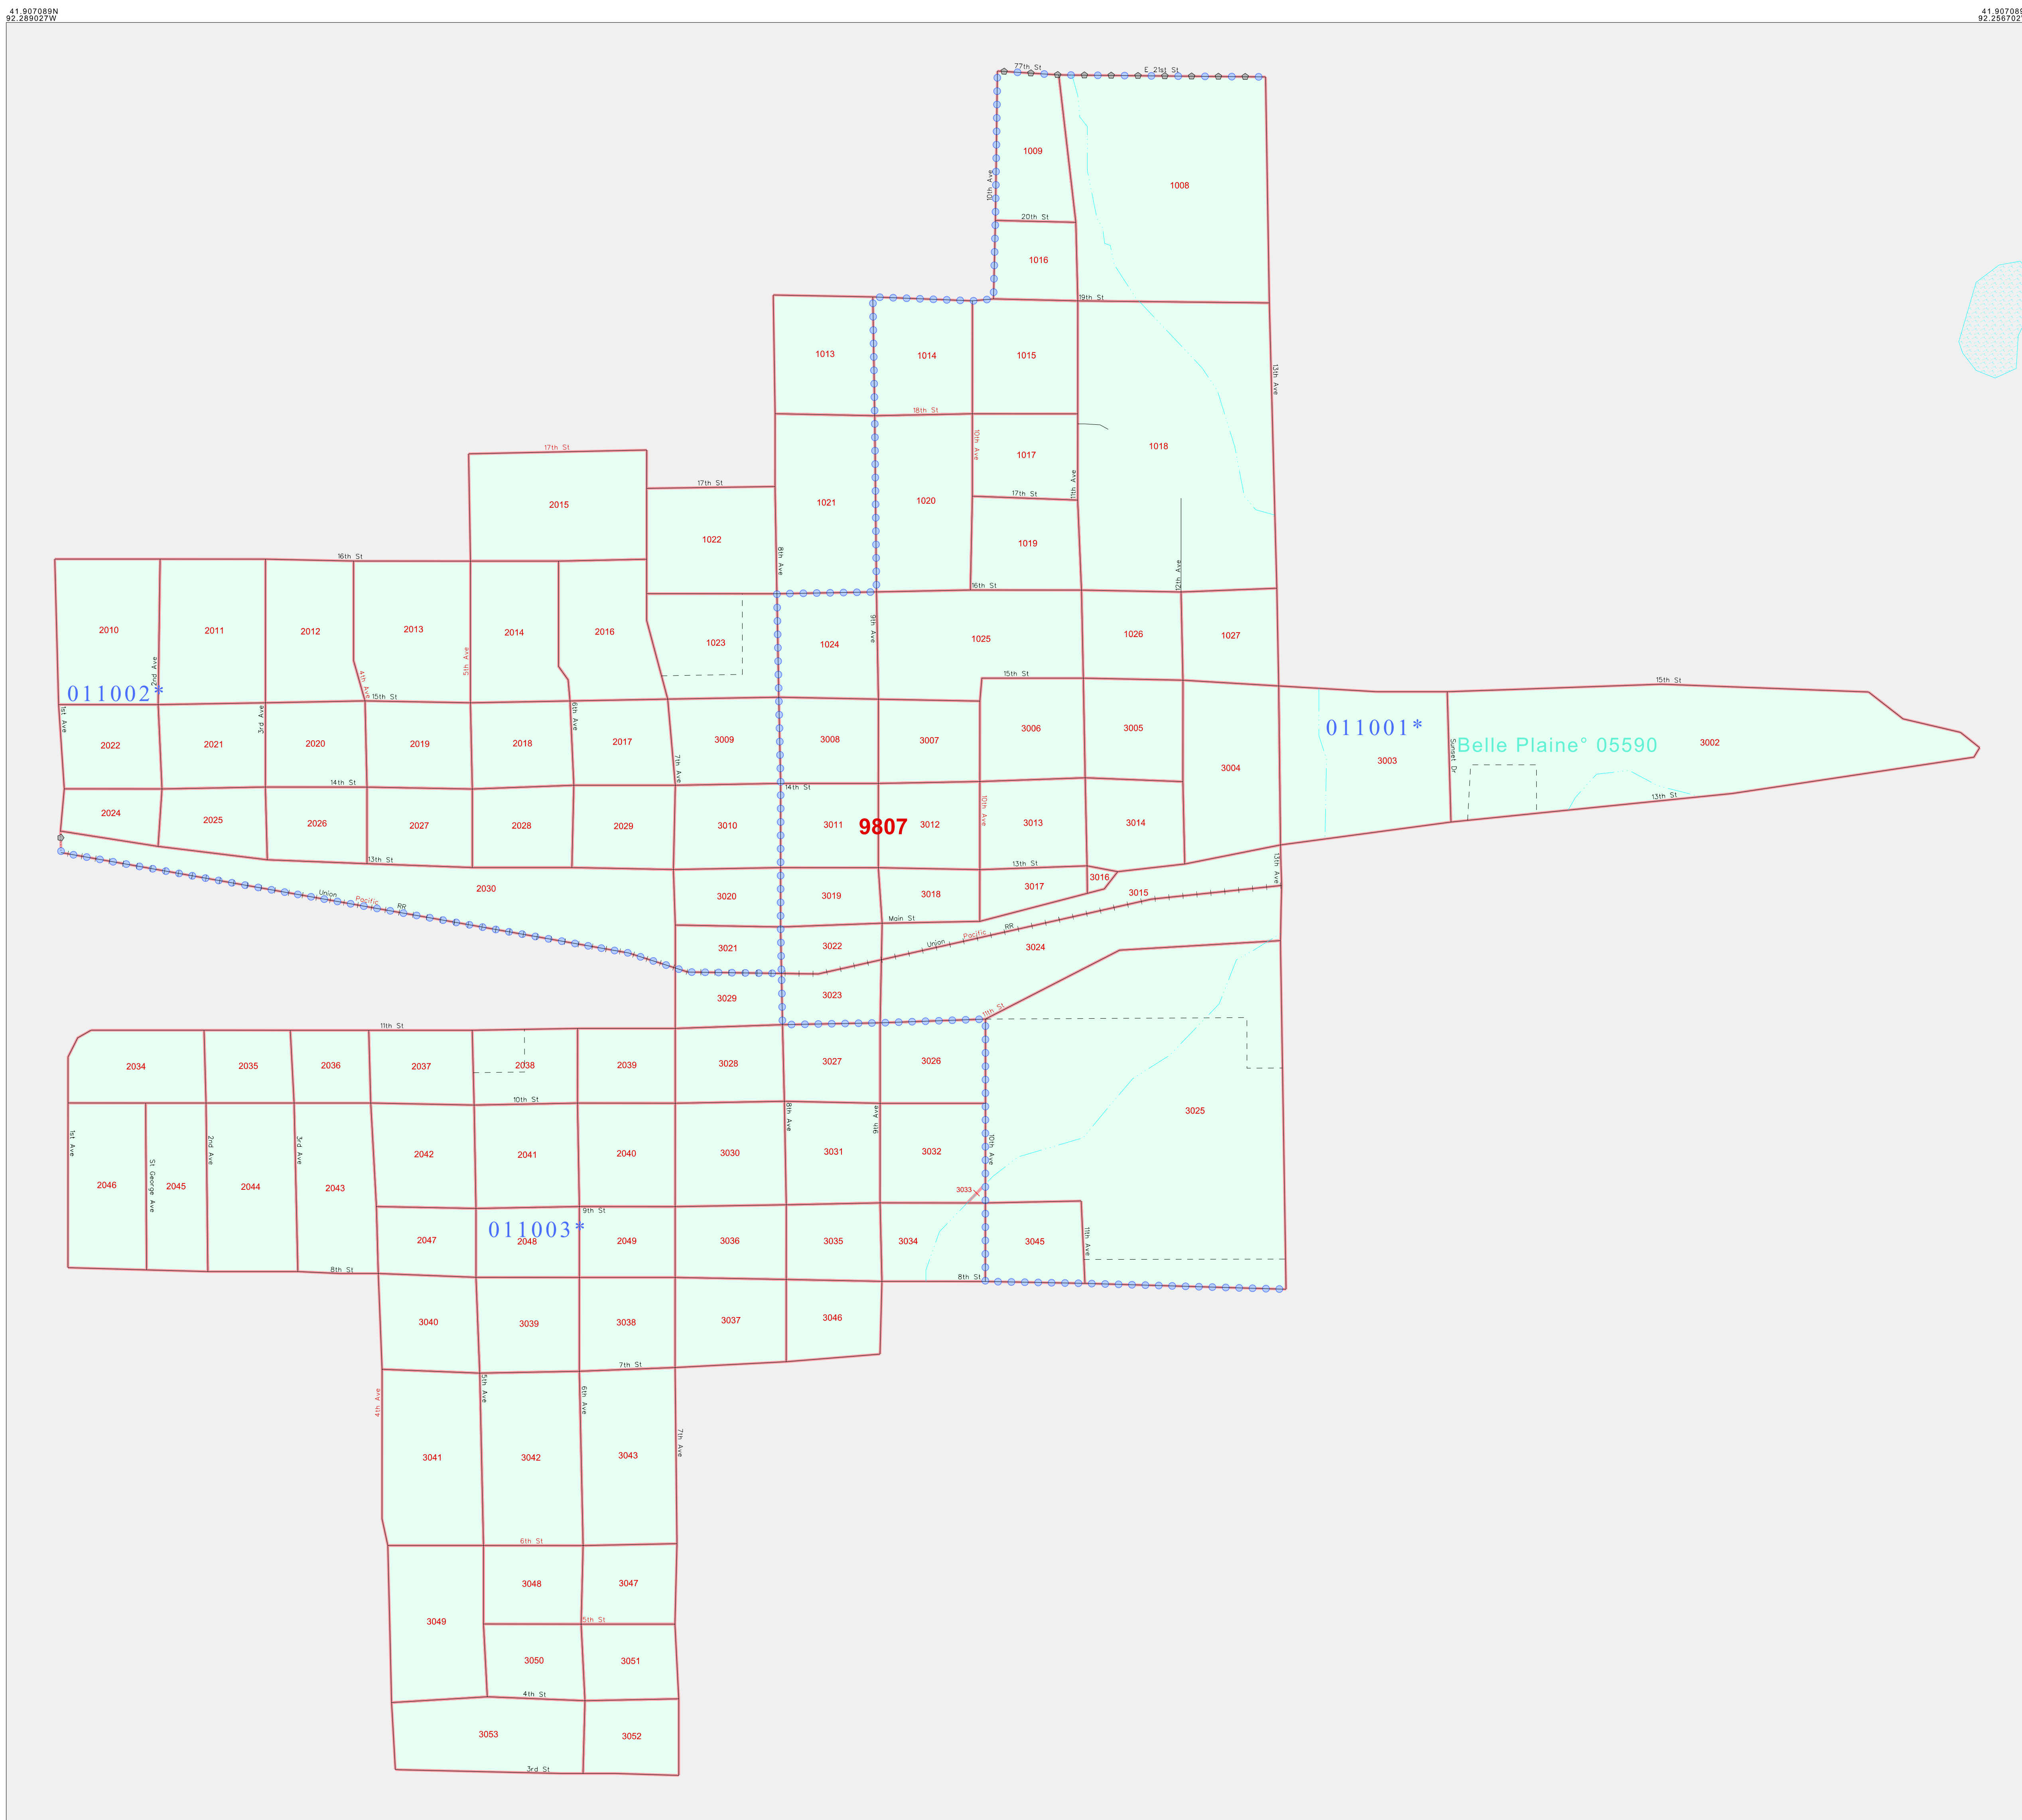 41.907089N
92.289027W
41.907089
92.256702
77th St
E 21st St
1009
1008
10th Ave
20th St
1016
19th St
1013
1014
1015
13th Ave
18th St
10th Ave
1017
1018
17th St
17th St
11th Ave
17th St
2015
1021
1020
1022
1019
16th St
8th Ave
16th St
12th Ave
2010
2011
2012
2013
2014
2016
1023
1024
9th Ave
1025
1026
1027
5th Ave
2nd Ave
4th Ave
15th St
15th St
15th St
011002*
1st Ave
3rd Ave
6th Ave
2022
2021
2020
2019
2018
2017
3009
3008
3007
3006
3005
011001*
Belle Plaine° 05590
3002
3004
3003
Sunset Dr
7th Ave
14th St
14th St
13th St
2024
2025
2026
2027
2028
2029
3010
3011
9807
3012
10th Ave
3013
3014
13th St
13th St
13th Ave
2030
3016
3017
3015
3020
3019
3018
Union Pacific RR
Main St
Union Pacific RR
3021
3022
3024
3029
3023
11th St
11th St
2034
2035
2036
2037
2038
2039
3028
3027
3026
10th St
3025
1st Ave
2nd Ave
3rd Ave
8th Ave
9th Ave
10th Ave
St George Ave
2042
2041
2040
3030
3031
3032
2046
2045
2044
2043
3033
9th St
011003*
11th Ave
2047
2048
2049
3036
3035
3034
3045
8th St
8th St
3040
3039
3038
3037
3046
7th St
4th Ave
5th Ave
6th Ave
7th Ave
3041
3042
3043
6th St
3048
3047
5th St
3049
3050
3051
4th St
3053
3052
3rd St